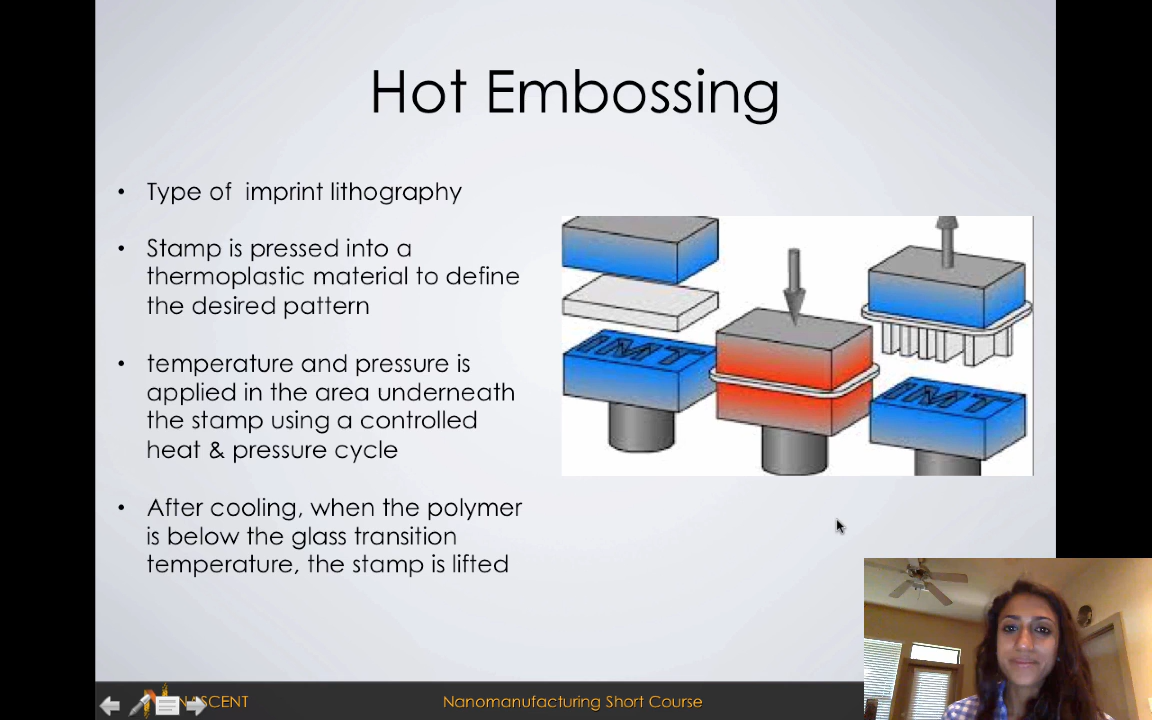 Hot Embossing
• Type of  imprint lithography
• Stamp is pressed into a
thermoplastic material to define
the desired pattern
• temperature and pressure is
applied in the area underneath
the stamp using a controlled
heat & pressure cycle
• After cooling, when the polymer
is below the glass transition
temperature, the stamp is lifted
IMT
IMT
Nanomanufacturing Short Course